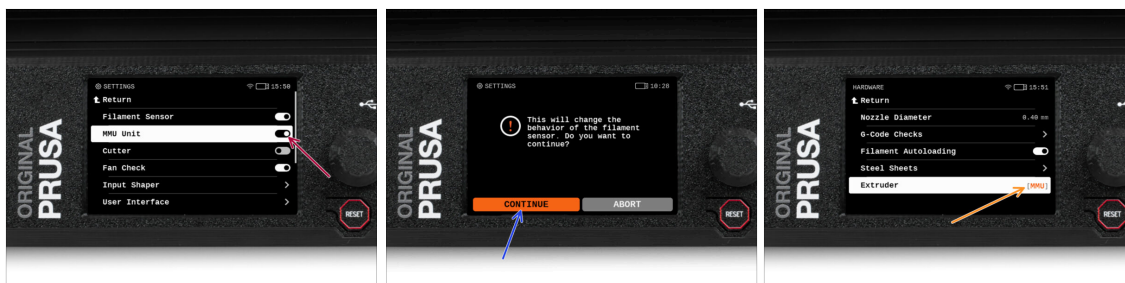 ORIGINAL
PRUSA
SETTINGS 15:50
Return
Filament Sensor
MMU Unit
Cutter
Fan Check
Input Shaper >
User Interface >
RESET
ORIGINAL
PRUSA
SETTINGS 10:28
This will change the
behavior of the filament
sensor. Do you want to
continue?
CONTINUE ABORT
RESET
ORIGINAL
PRUSA
HARDWARE 15:51
Return
Nozzle Diameter 0.40 mm
G-Code Checks >
Filament Autoloading
Steel Sheets >
Extruder [MMU]
RESET